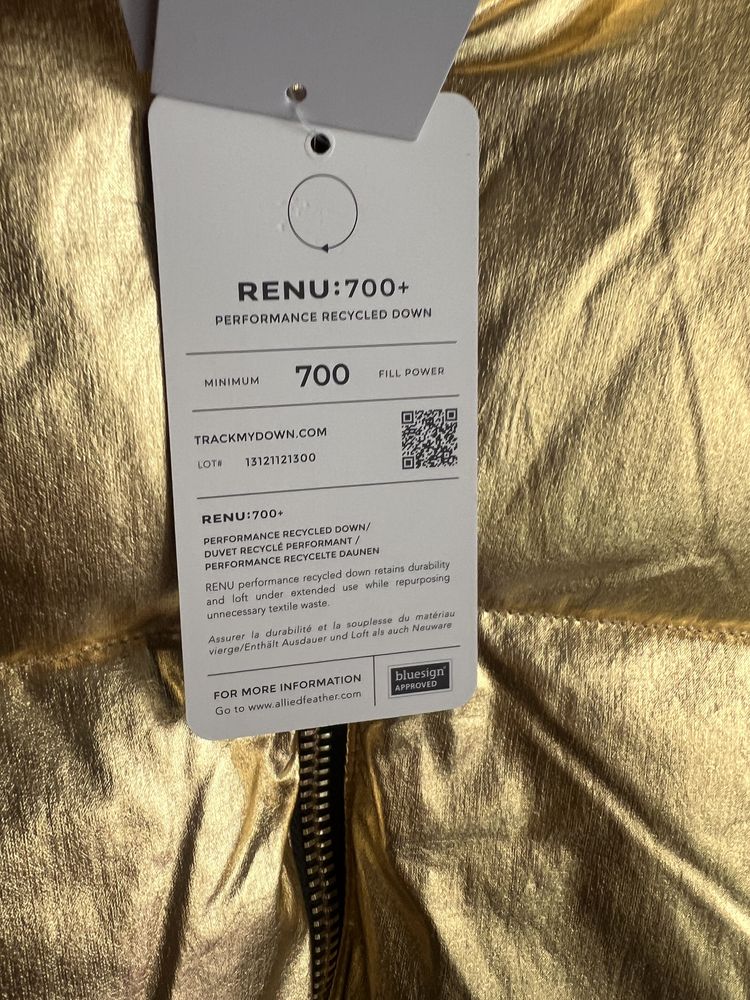 RENU:700+
PERFORMANCE RECYCLED DOWN
MINIMUM 700 FILL POWER
TRACKMYDOWN.COM
LOT# 13121121300
RENU:700+
PERFORMANCE RECYCLED DOWN/
DUVET RECYCLÉ PERFORMANT /
PERFORMANCE RECYCELTE DAUNEN
RENU performance recycled down retains durability
and loft under extended use while repurposing
unnecessary textile waste.
Assurer la durabilité et la souplesse du matériau
vierge/Enthält Ausdauer und Loft als auch Neuware
FOR MORE INFORMATION
Go to www.alliedfeather.com
bluesign®
APPROVED